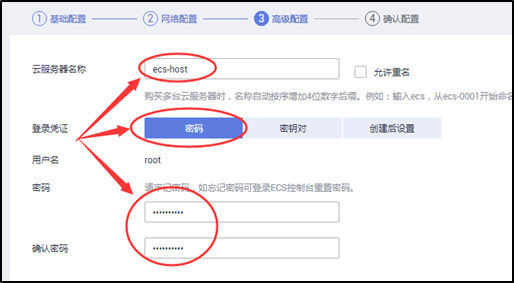 1 基础配置 2 网络配置 3 高级配置 4 确认配置
云服务器名称 ecs-host 允许重名
购买多台云服务器时，名称自动按序增加4位数字后缀。例如：输入ecs，从ecs-0001开始命名
登录凭证 密码 密钥对 创建后设置
用户名 root
密码 请牢记密码，如忘记密码可登录ECS控制台重置密码。
••••••••••
确认密码 ••••••••••